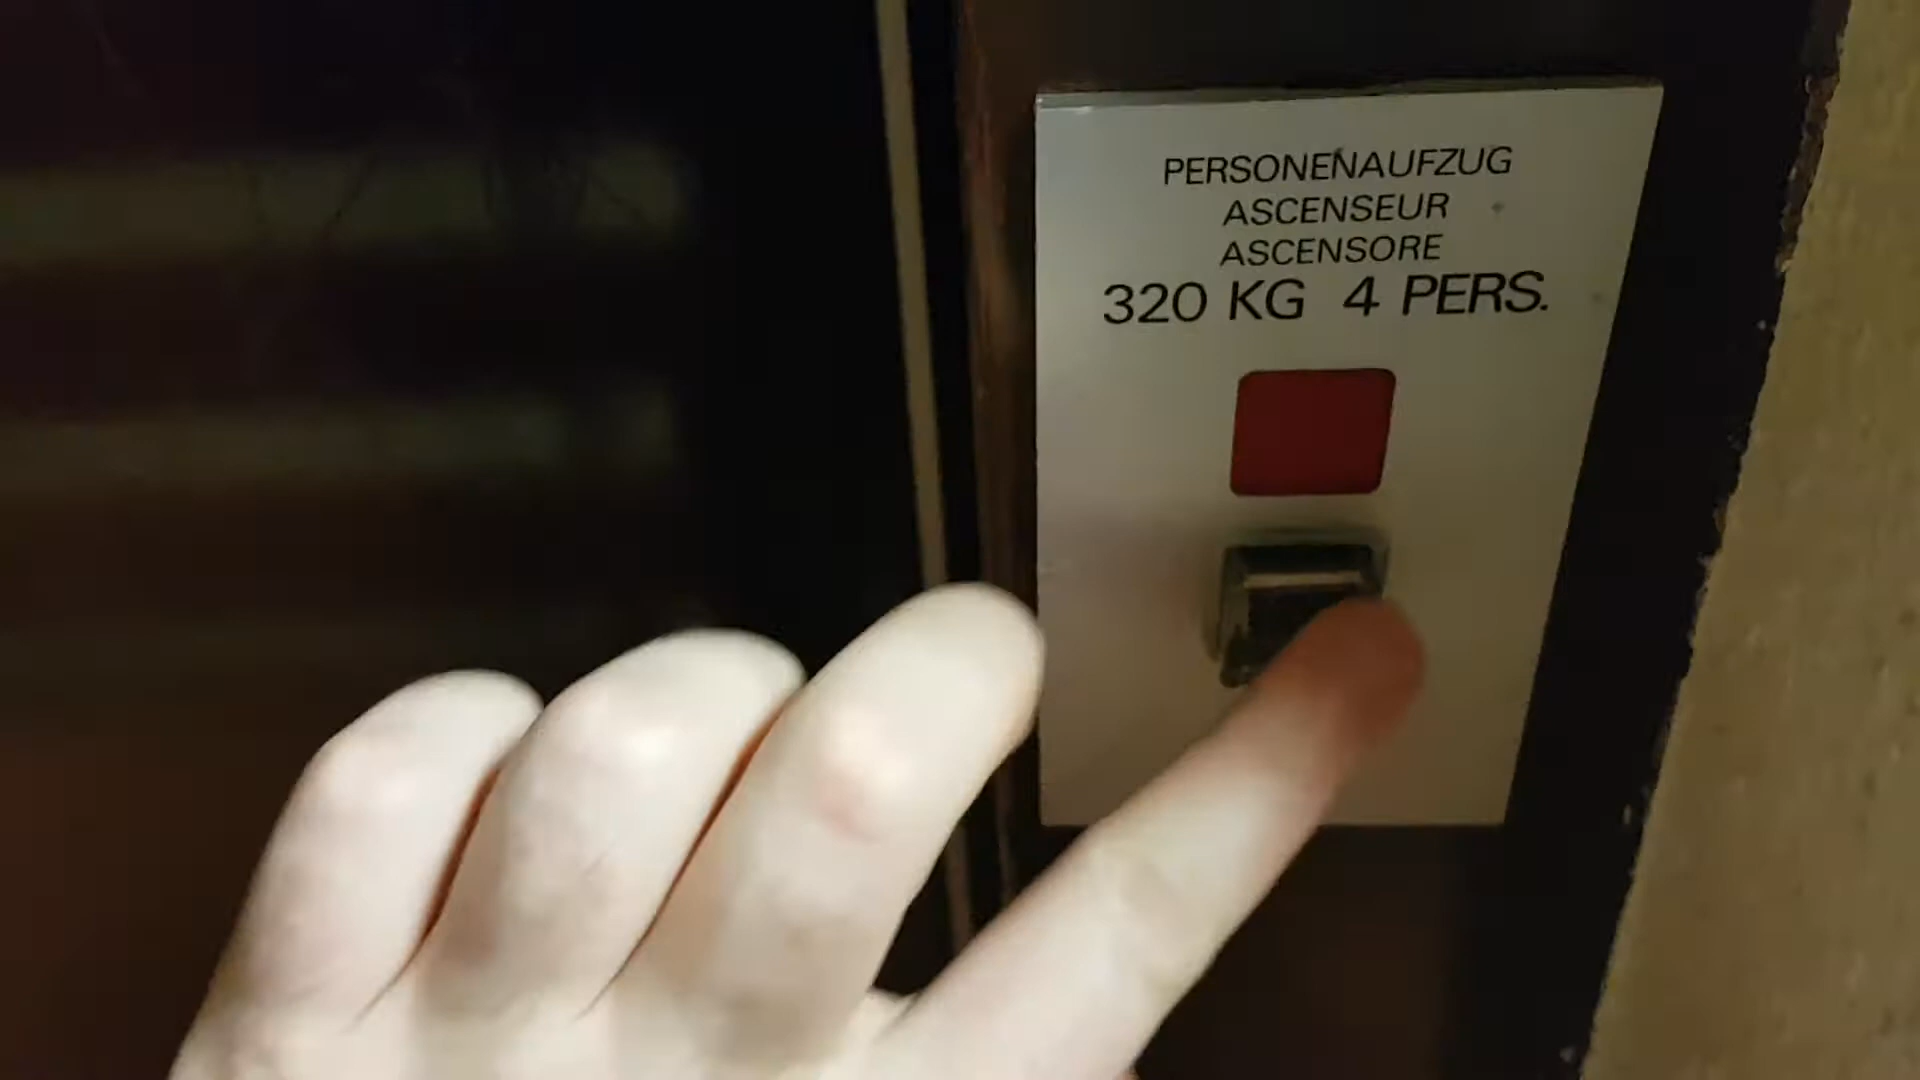 PERSONENAUFZUG
ASCENSEUR
ASCENSORE
320 KG 4 PERS.